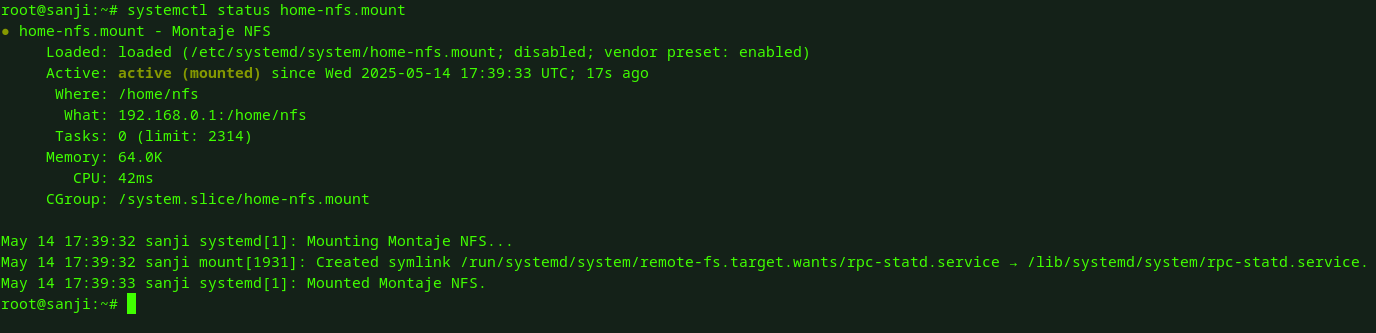 root@sanji:~# systemctl status home-nfs.mount
● home-nfs.mount - Montaje NFS
     Loaded: loaded (/etc/systemd/system/home-nfs.mount; disabled; vendor preset: enabled)
     Active: active (mounted) since Wed 2025-05-14 17:39:33 UTC; 17s ago
      Where: /home/nfs
       What: 192.168.0.1:/home/nfs
      Tasks: 0 (limit: 2314)
     Memory: 64.0K
        CPU: 42ms
     CGroup: /system.slice/home-nfs.mount

May 14 17:39:32 sanji systemd[1]: Mounting Montaje NFS...
May 14 17:39:32 sanji mount[1931]: Created symlink /run/systemd/system/remote-fs.target.wants/rpc-statd.service → /lib/systemd/system/rpc-statd.service.
May 14 17:39:33 sanji systemd[1]: Mounted Montaje NFS.
root@sanji:~#